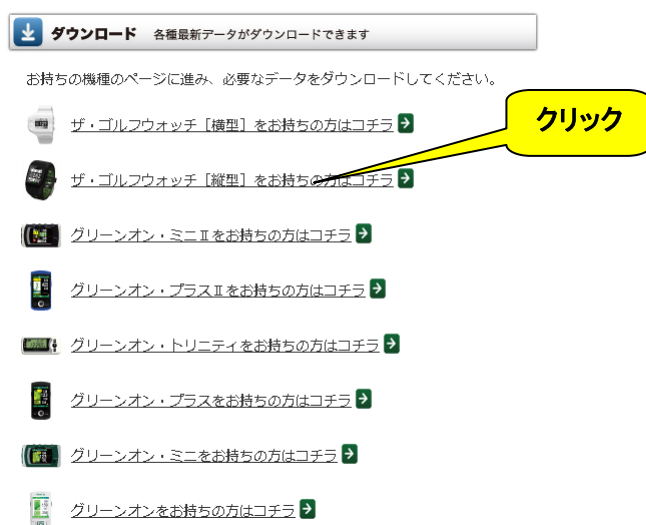 ダウンロード 各種最新データがダウンロードできます
お持ちの機種のページに進み、必要なデータをダウンロードしてください。
クリック
ザ・ゴルフウォッチ［横型］をお持ちの方はコチラ
ザ・ゴルフウォッチ［縦型］をお持ちの方はコチラ
グリーンオン・ミニⅡをお持ちの方はコチラ
グリーンオン・プラスⅡをお持ちの方はコチラ
グリーンオン・トリニティをお持ちの方はコチラ
グリーンオン・プラスをお持ちの方はコチラ
グリーンオン・ミニをお持ちの方はコチラ
グリーンオンをお持ちの方はコチラ